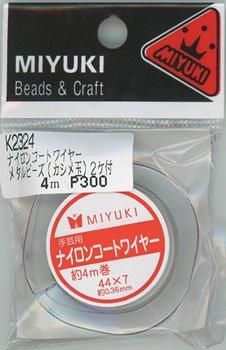 MIYUKI
Beads & Craft
MIYUKI
K2324
ナイロンコートワイヤー
メタルビーズ(カシメ玉)2ケ付
4m P300
MIYUKI
手芸用
ナイロンコートワイヤー
約4m巻
44×7
約0.36mm